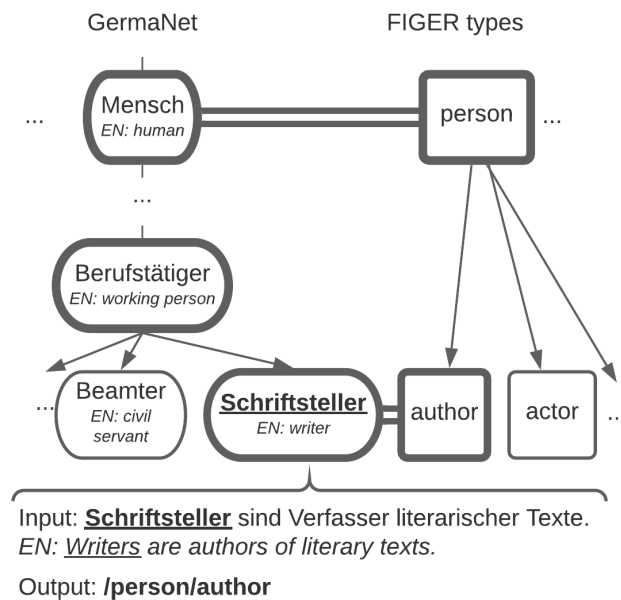 GermaNet
FIGER types
...
Mensch
EN: human
person
...
...
Berufstätiger
EN: working person
...
Beamter
EN: civil
servant
Schriftsteller
EN: writer
author
actor
..
Input: Schriftsteller sind Verfasser literarischer Texte.
EN: Writers are authors of literary texts.
Output: /person/author